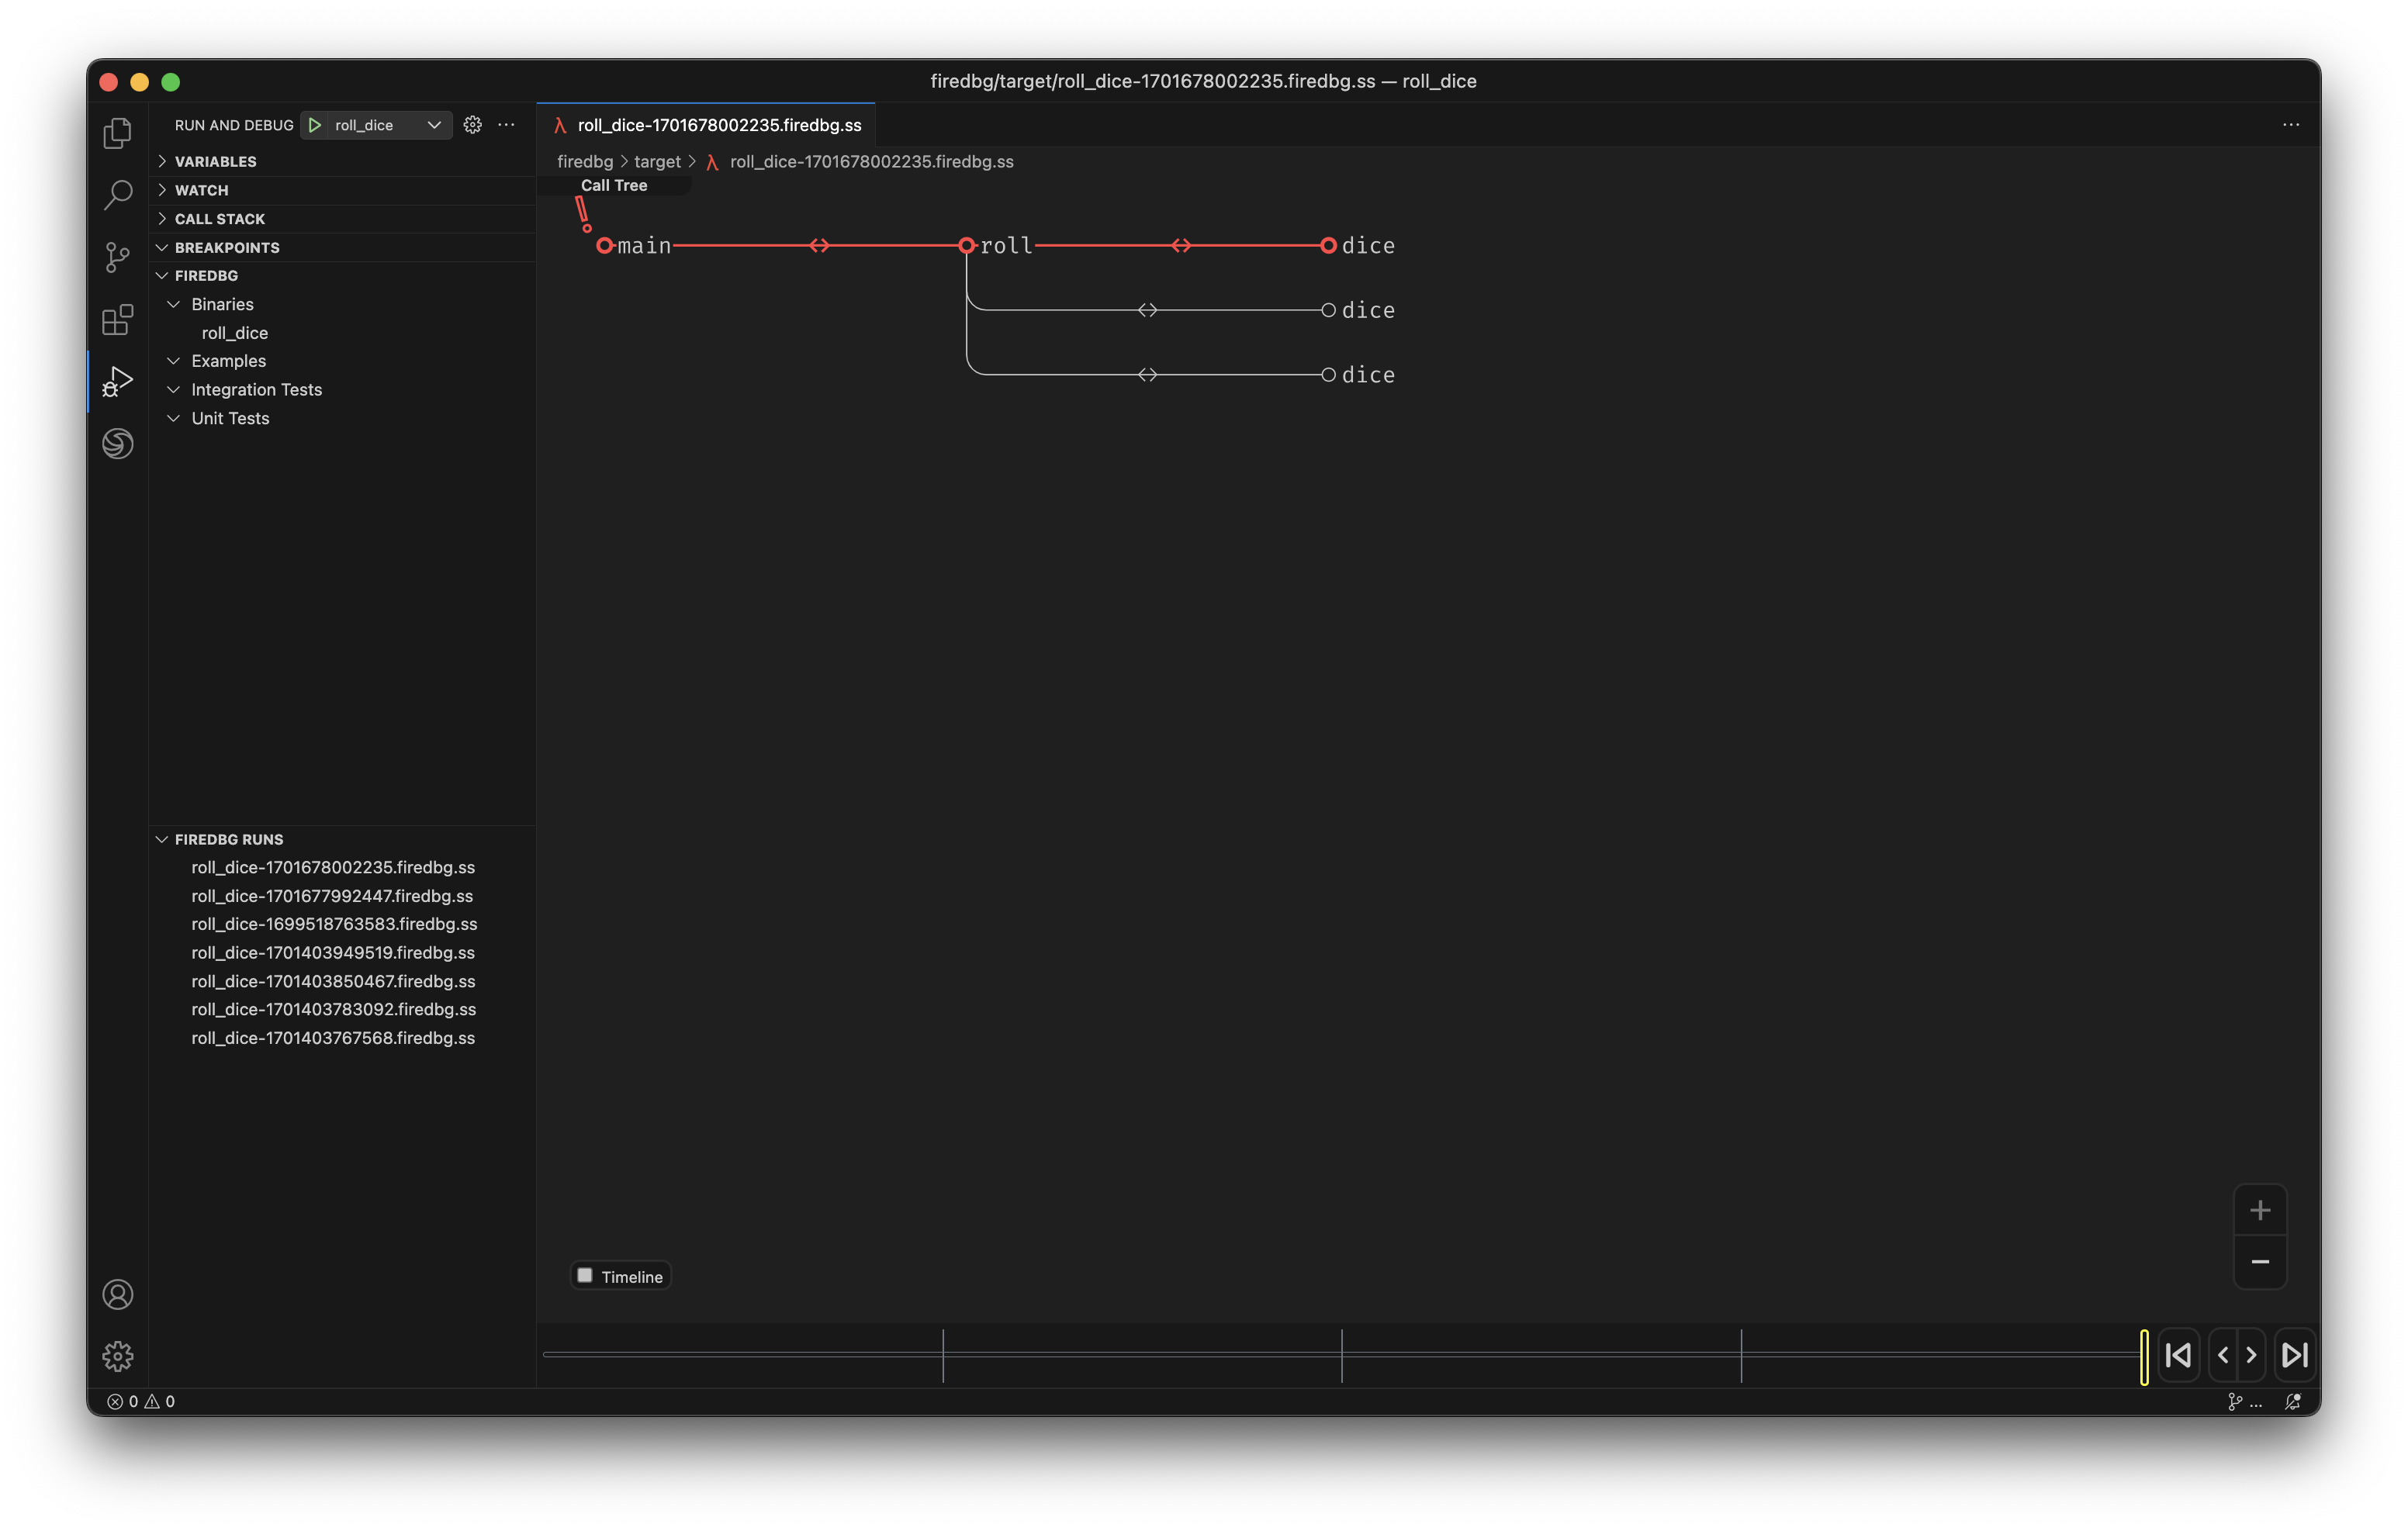 firedbg/target/roll_dice-1701678002235.firedbg.ss — roll_dice
RUN AND DEBUG roll_dice
VARIABLES
WATCH
CALL STACK
BREAKPOINTS
FIREDBG
Binaries
roll_dice
Examples
Integration Tests
Unit Tests
FIREDBG RUNS
roll_dice-1701678002235.firedbg.ss
roll_dice-1701677992447.firedbg.ss
roll_dice-1699518763583.firedbg.ss
roll_dice-1701403949519.firedbg.ss
roll_dice-1701403850467.firedbg.ss
roll_dice-1701403783092.firedbg.ss
roll_dice-1701403767568.firedbg.ss
λ roll_dice-1701678002235.firedbg.ss
firedbg > target > λ roll_dice-1701678002235.firedbg.ss
Call Tree
main <> roll <> dice
<> dice
<> dice
Timeline
0 0 ...